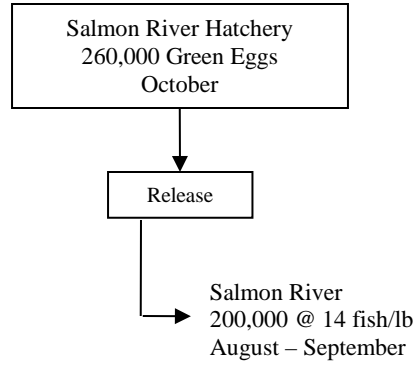 Salmon River Hatchery
260,000 Green Eggs
October
Release
Salmon River
200,000 @ 14 fish/lb
August – September